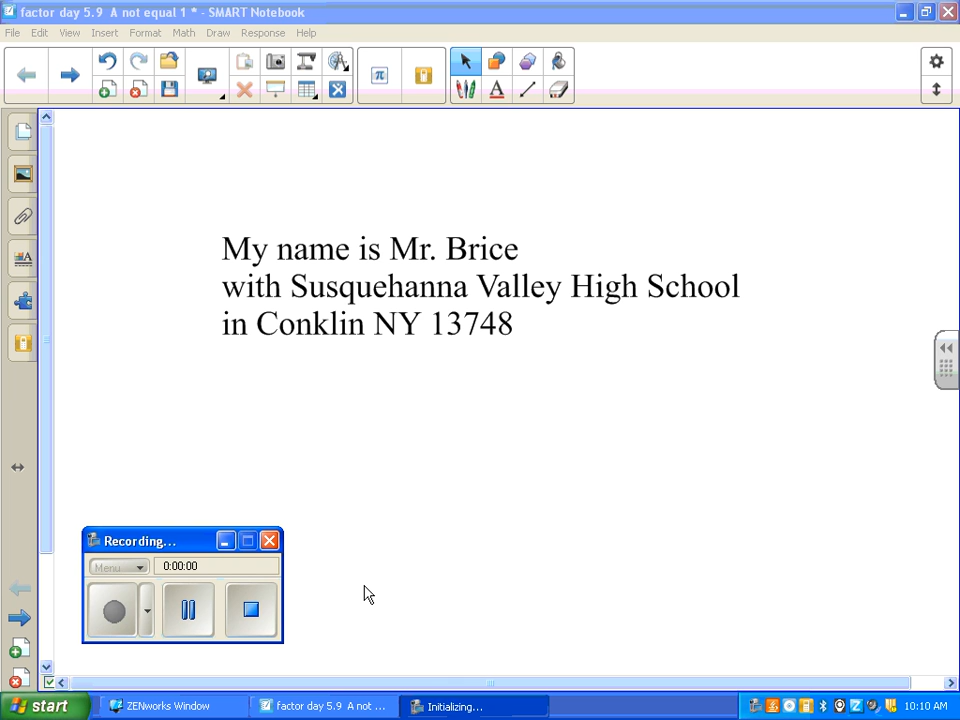 factor day 5.9 A not equal 1 * - SMART Notebook
File Edit View Insert Format Math Draw Response Help
π
A
A
My name is Mr. Brice
with Susquehanna Valley High School
in Conklin NY 13748
Recording...
Menu 0:00:00
start ZENworks Window factor day 5.9 A not ... Initializing... 10:10 AM